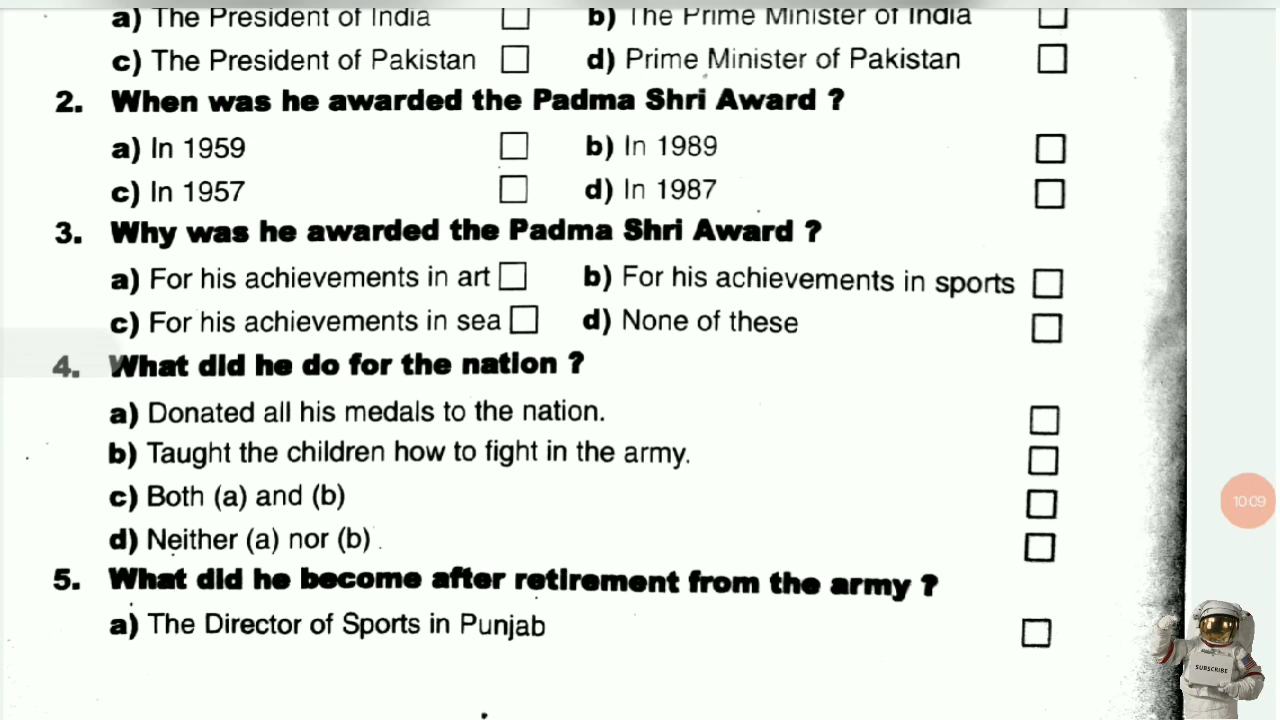 a) The President of India ☐ b) The Prime Minister of India ☐
c) The President of Pakistan ☐ d) Prime Minister of Pakistan ☐
2. When was he awarded the Padma Shri Award ?
a) In 1959 ☐ b) In 1989 ☐
c) In 1957 ☐ d) In 1987 ☐
3. Why was he awarded the Padma Shri Award ?
a) For his achievements in art ☐ b) For his achievements in sports ☐
c) For his achievements in sea ☐ d) None of these ☐
4. What did he do for the nation ?
a) Donated all his medals to the nation. ☐
b) Taught the children how to fight in the army. ☐
c) Both (a) and (b) ☐
10:09
d) Neither (a) nor (b) ☐
5. What did he become after retirement from the army ?
a) The Director of Sports in Punjab ☐
SUBSCRIBE